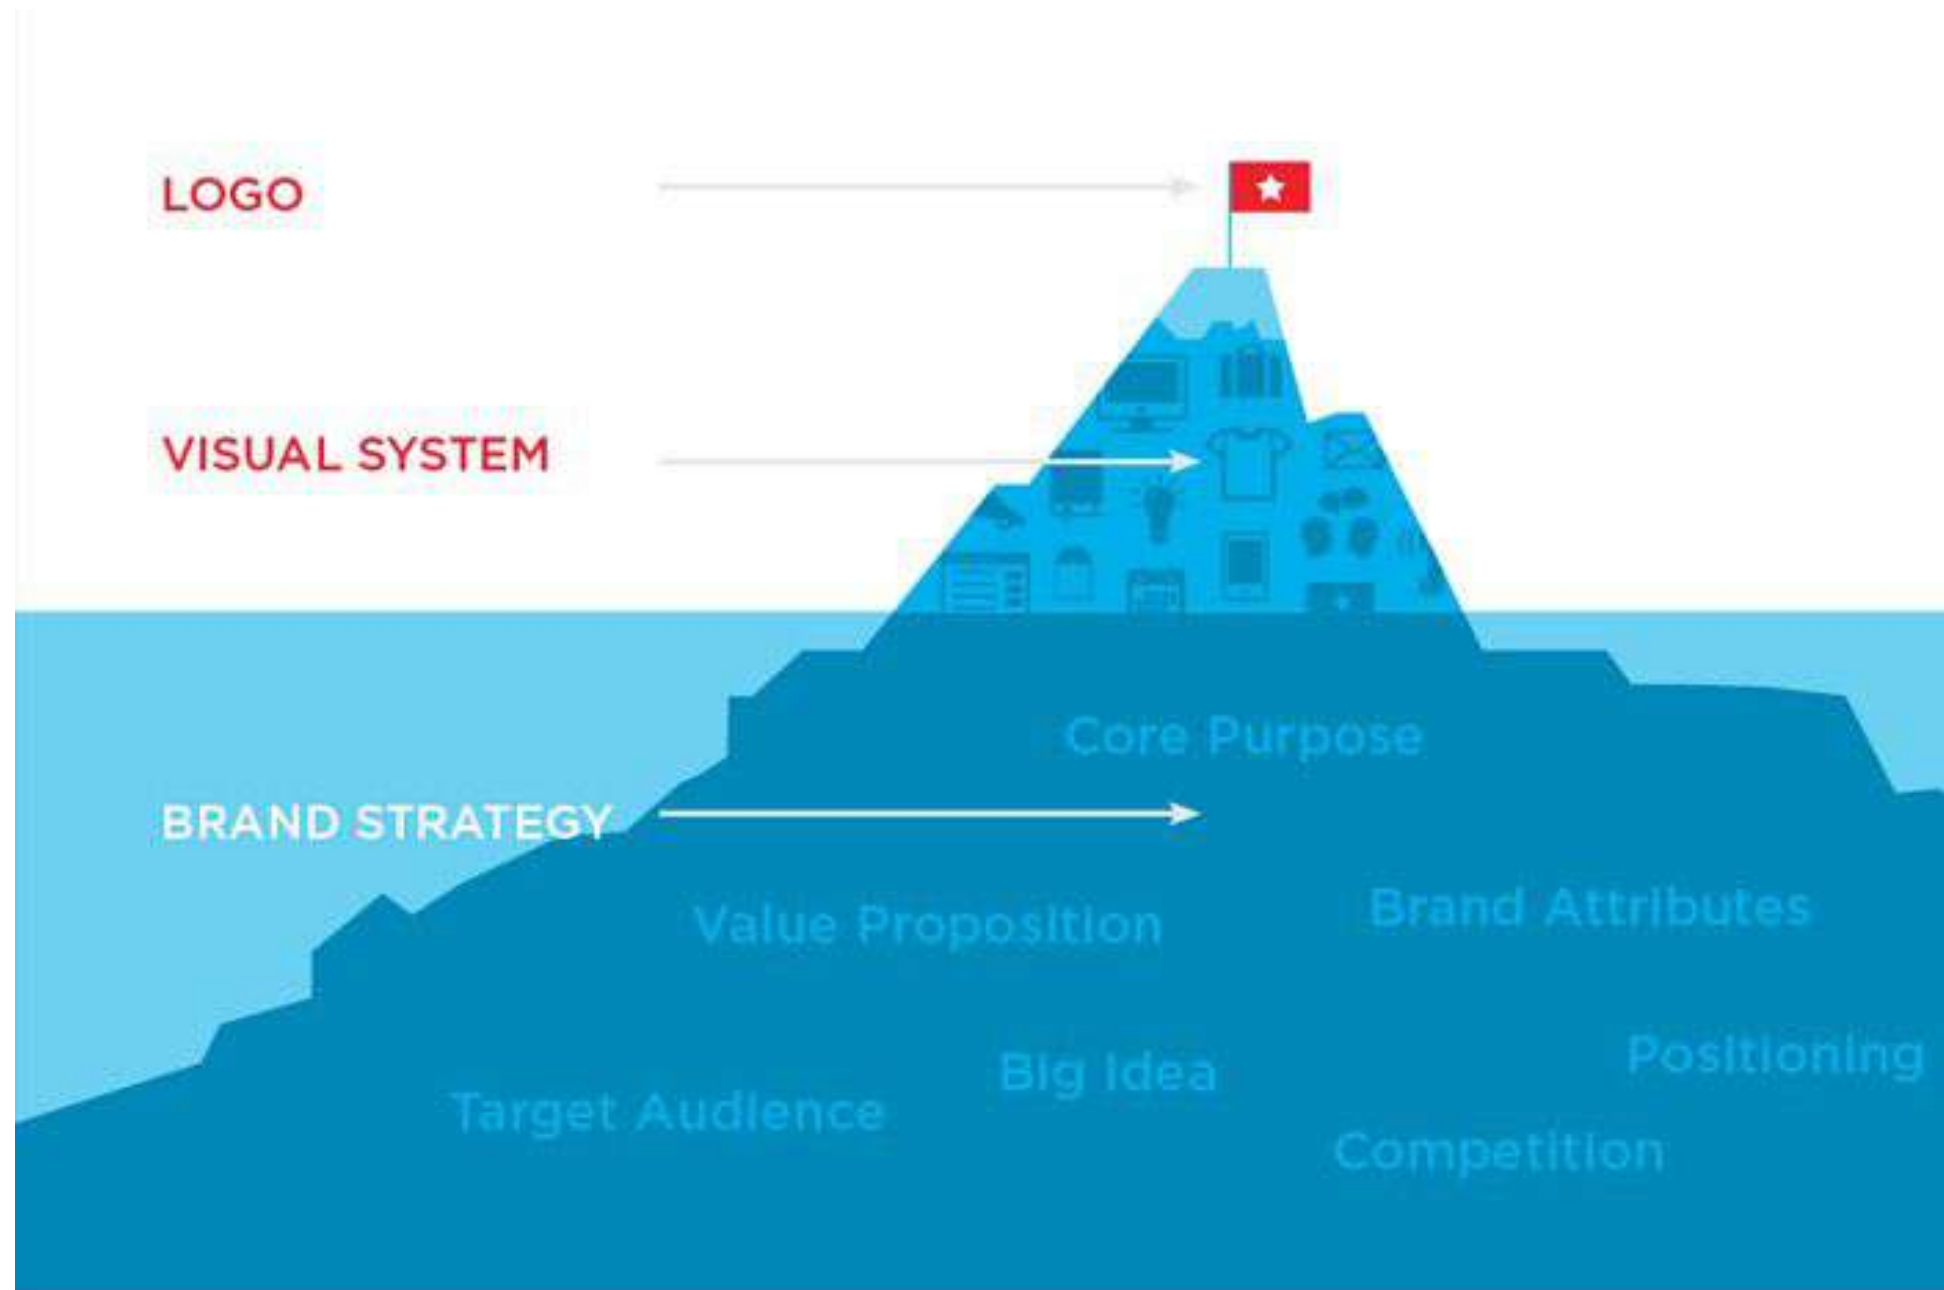 LOGO
VISUAL SYSTEM
Core Purpose
BRAND STRATEGY
Value Proposition
Brand Attributes
Positioning
Big Idea
Target Audience
Competition